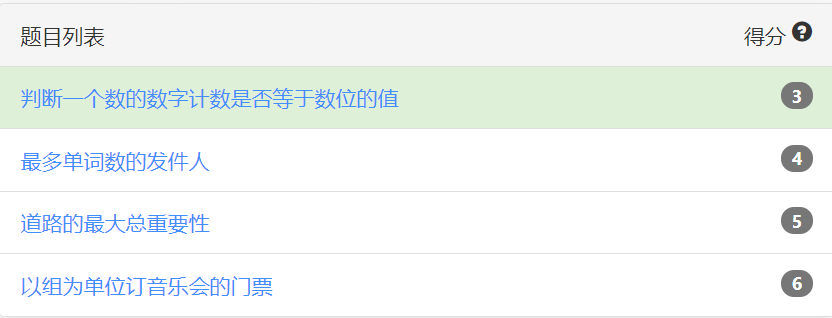 题目列表 得分 ?
判断一个数的数字计数是否等于数位的值 3
最多单词数的发件人 4
道路的最大总重要性 5
以组为单位订音乐会的门票 6